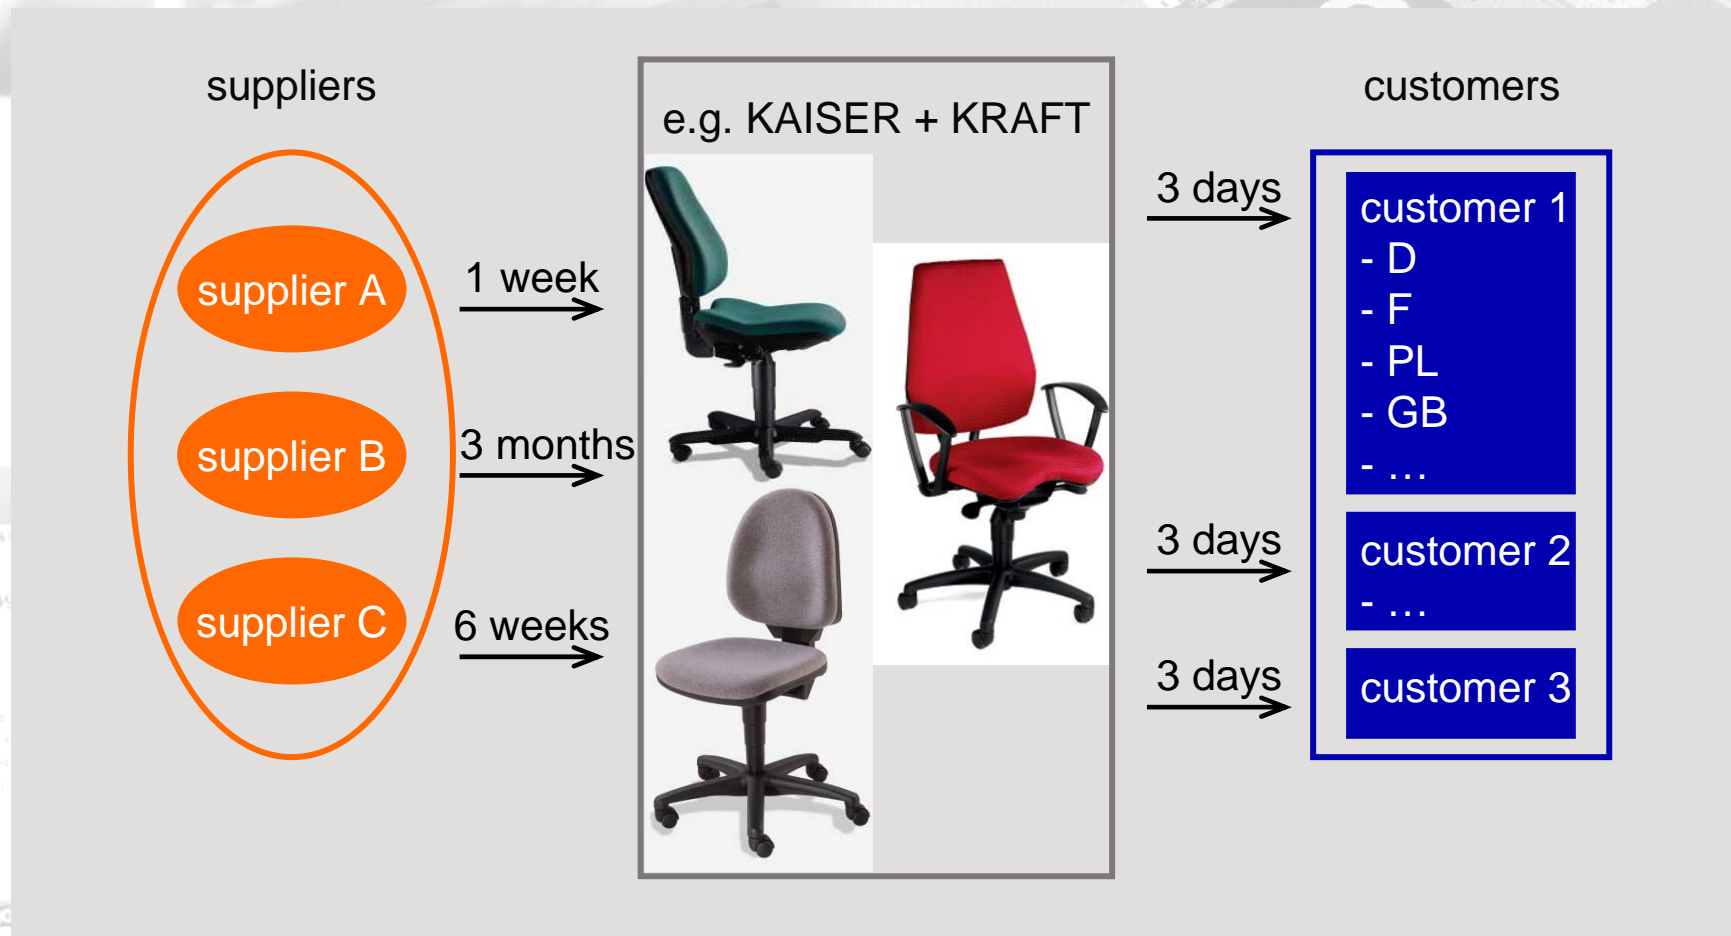 suppliers
supplier A
supplier B
supplier C
1 week
3 months
6 weeks
e.g. KAISER + KRAFT
3 days
3 days
3 days
customers
customer 1
- D
- F
- PL
- GB
- …
customer 2
- …
customer 3